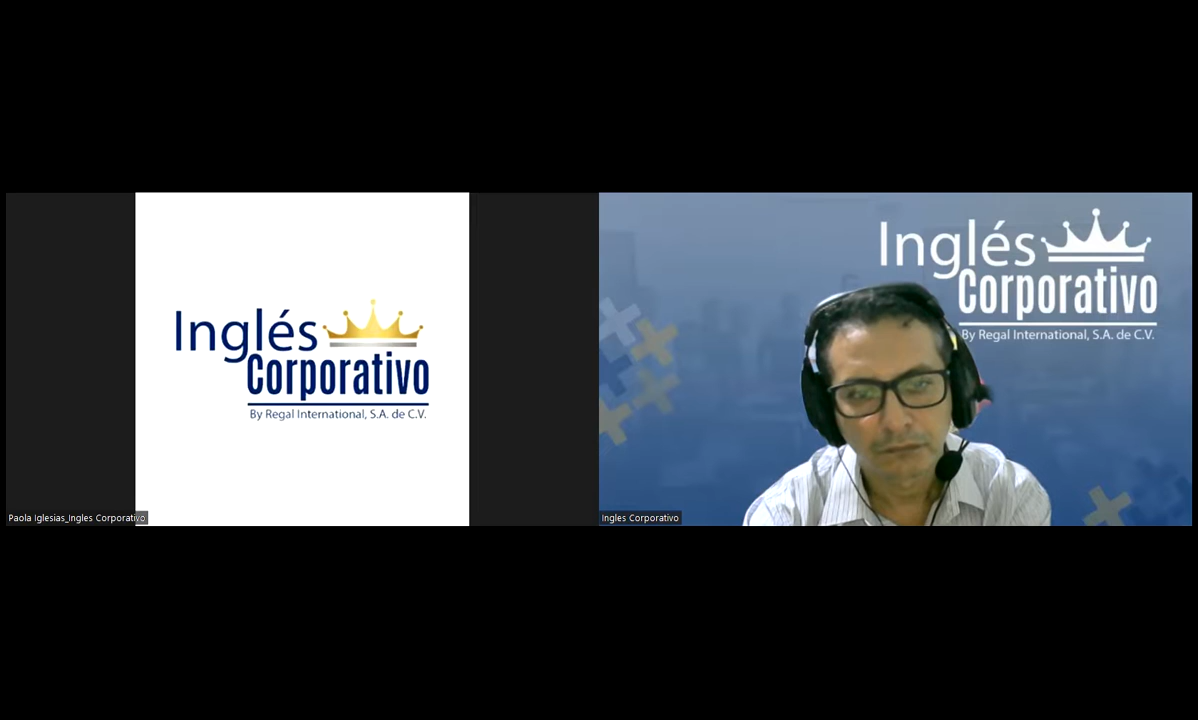 Inglés
Corporativo
By Regal International, S.A. de C.V.
Paola Iglesias_Ingles Corporativo
Inglés
Corporativo
By Regal International, S.A. de C.V.
Ingles Corporativo